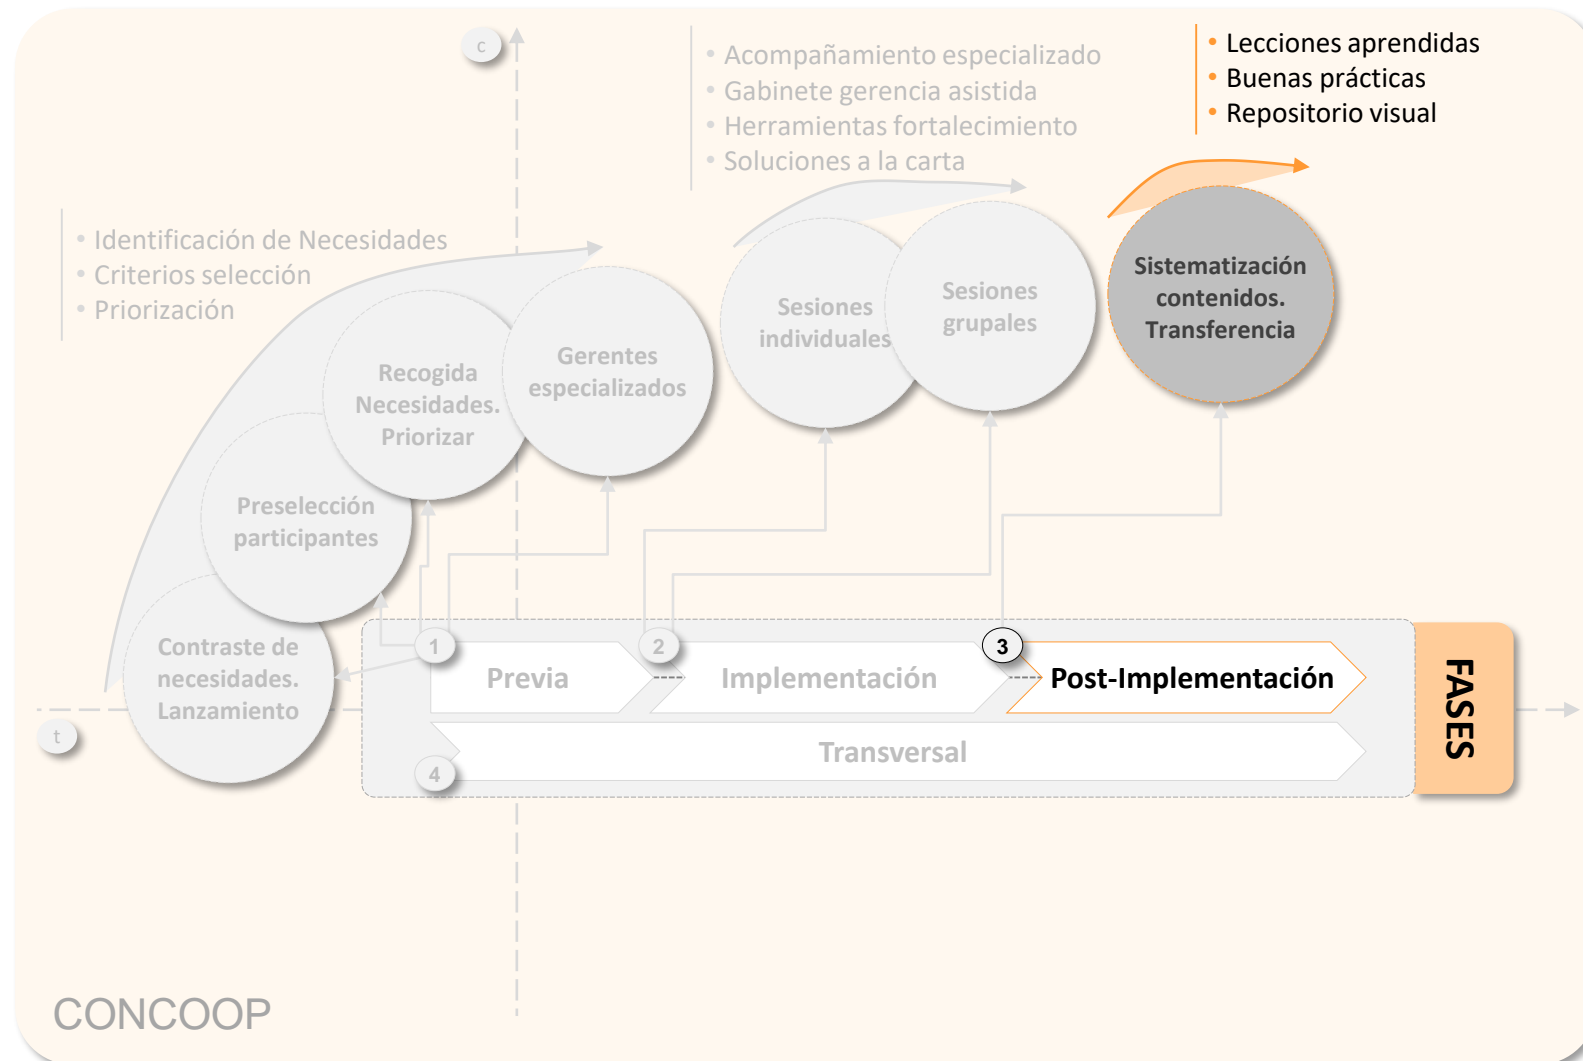 c
• Acompañamiento especializado
• Gabinete gerencia asistida
• Herramientas fortalecimiento
• Soluciones a la carta
• Lecciones aprendidas
• Buenas prácticas
• Repositorio visual
• Identificación de Necesidades
• Criterios selección
• Priorización
Contraste de
necesidades.
Lanzamiento
Preselección
participantes
Recogida
Necesidades.
Priorizar
Gerentes
especializados
Sesiones
individuales
Sesiones
grupales
Sistematización
contenidos.
Transferencia
1
Previa
2
Implementación
3
Post-Implementación
4
Transversal
FASES
t
CONCOOP